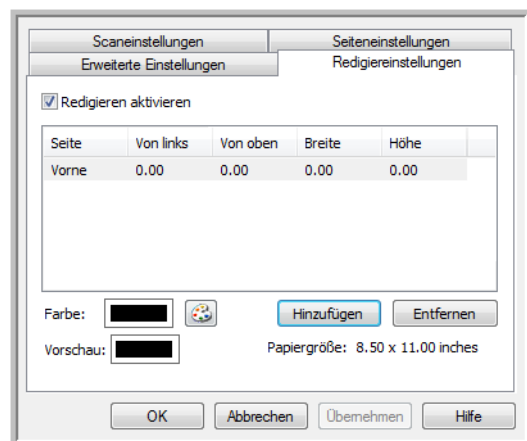 Scaneinstellungen Seiteneinstellungen
Erweiterte Einstellungen Redigiereinstellungen
Redigieren aktivieren
Seite Von links Von oben Breite Höhe
Vorne 0.00 0.00 0.00 0.00
Farbe: Hinzufügen Entfernen
Vorschau: Papiergröße: 8.50 x 11.00 inches
OK Abbrechen Übernehmen Hilfe